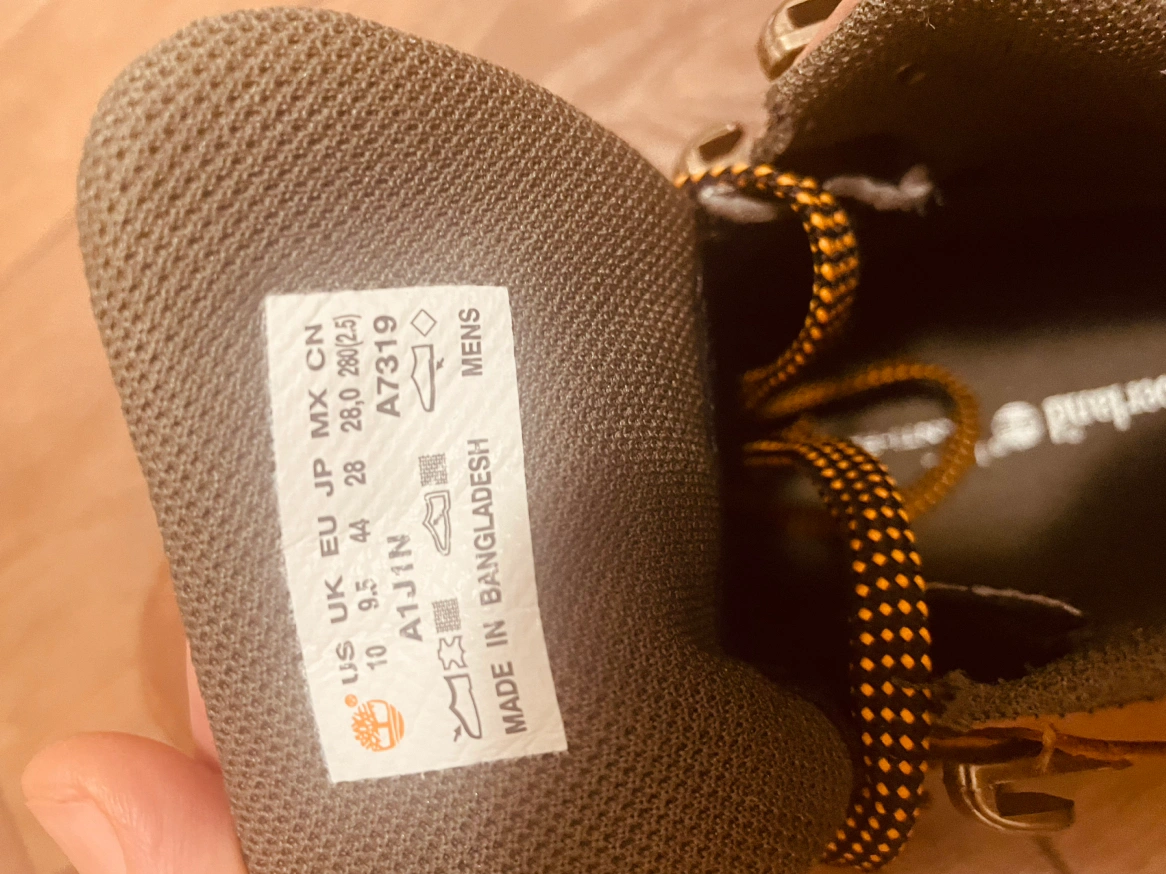 ® US UK EU JP MX CN
10 9.5 44 28 28,0 280(2.5)
A1J1N A7319
MADE IN BANGLADESH MENS
erland